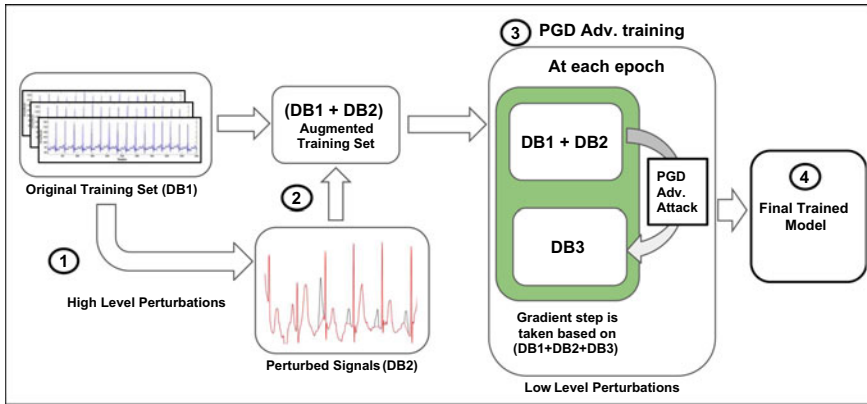 Original Training Set (DB1)
1
High Level Perturbations
Perturbed Signals (DB2)
2
(DB1 + DB2)
Augmented
Training Set
3 PGD Adv. training
At each epoch
DB1 + DB2
PGD
Adv.
Attack
DB3
Gradient step is
taken based on
(DB1+DB2+DB3)
Low Level Perturbations
4
Final Trained
Model